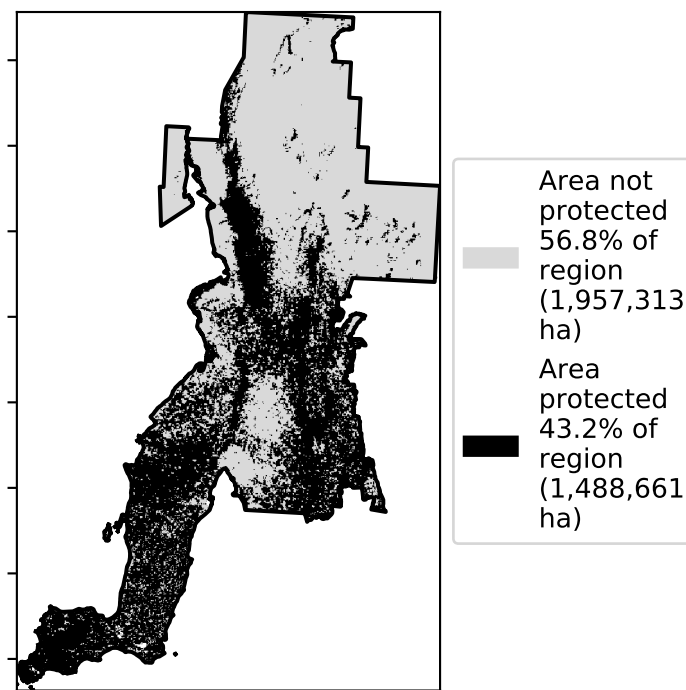 Area not
protected
56.8% of
region
(1,957,313
ha)
Area
protected
43.2% of
region
(1,488,661
ha)